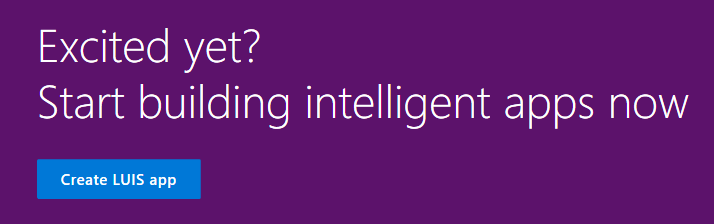 Excited yet?
Start building intelligent apps now
Create LUIS app